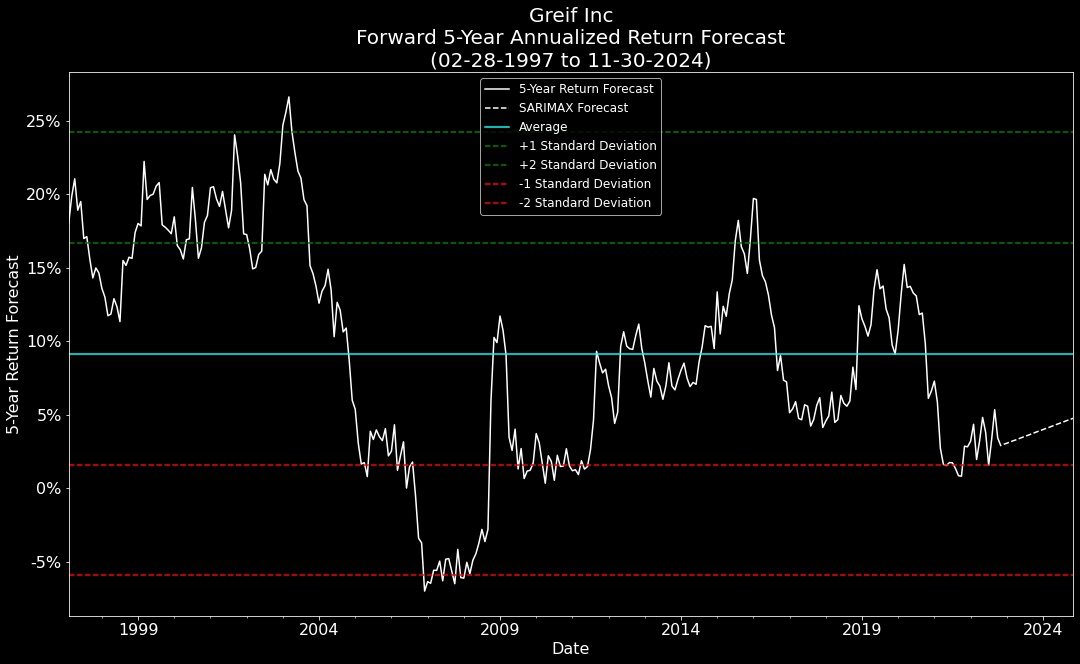 Greif Inc
Forward 5-Year Annualized Return Forecast
(02-28-1997 to 11-30-2024)
5-Year Return Forecast
SARIMAX Forecast
Average
+1 Standard Deviation
+2 Standard Deviation
-1 Standard Deviation
-2 Standard Deviation
25%
20%
15%
10%
5%
0%
-5%
5-Year Return Forecast
1999
2004
2009
2014
2019
2024
Date